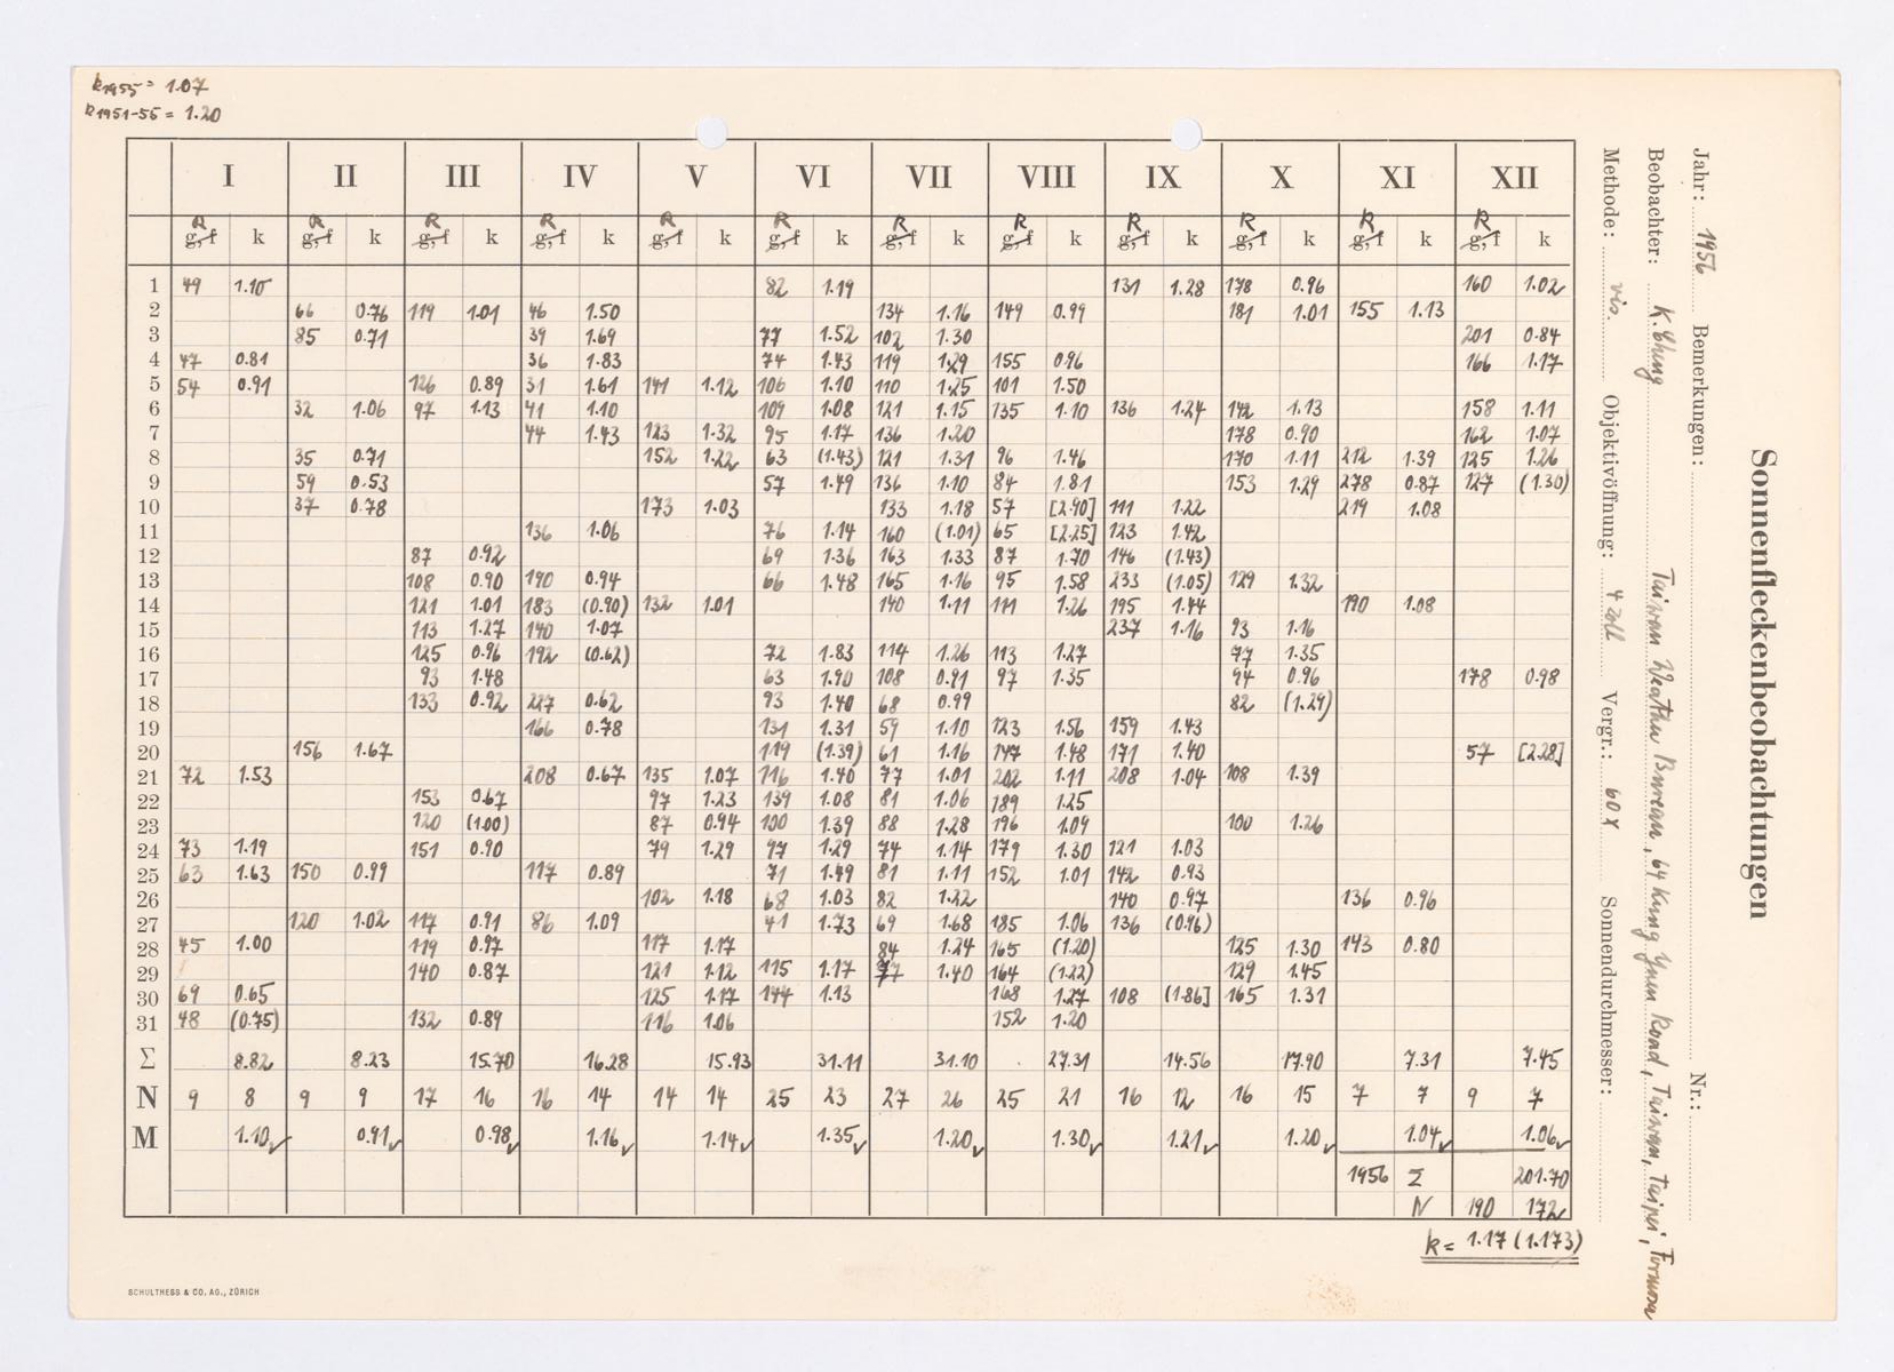 k1955 = 1.07
k1951-55 = 1.20
I II III IV V VI VII VIII IX X XI XII
R g, f k R g, f k R g, f k R g, f k R g, f k R g, f k R g, f k R g, f k R g, f k R g, f k R g, f k R g, f k
1 49 1.10 82 1.19 131 1.28 178 0.96 160 1.02
2 66 0.76 119 1.01 46 1.50 134 1.16 149 0.99 181 1.01 155 1.13
3 85 0.71 39 1.69 77 1.52 102 1.30 201 0.84
4 47 0.81 36 1.83 74 1.43 119 1.29 155 0.96 166 1.17
5 54 0.91 126 0.89 31 1.61 141 1.12 106 1.10 110 1.25 101 1.50
6 32 1.06 97 1.13 41 1.10 109 1.08 121 1.15 135 1.10 136 1.24 142 1.13 158 1.11
7 44 1.43 123 1.32 95 1.17 136 1.20 178 0.90 162 1.07
8 35 0.71 152 1.22 63 (1.43) 121 1.31 96 1.46 170 1.11 212 1.39 125 1.26
9 59 0.53 57 1.49 136 1.10 84 1.81 153 1.29 278 0.87 127 (1.30)
10 37 0.78 173 1.03 133 1.18 57 [2.90] 111 1.22 219 1.08
11 136 1.06 76 1.14 160 (1.01) 65 [2.25] 123 1.42
12 87 0.92 69 1.36 163 1.33 87 1.70 146 (1.43)
13 108 0.90 190 0.94 66 1.48 165 1.16 95 1.58 233 (1.05) 129 1.32
14 121 1.01 183 (0.90) 132 1.01 140 1.11 111 1.26 195 1.44 190 1.08
15 113 1.27 140 1.07 237 1.16 93 1.16
16 125 0.96 192 (0.62) 72 1.83 114 1.26 113 1.27 77 1.35
17 93 1.48 63 1.90 108 0.91 97 1.35 94 0.96 178 0.98
18 133 0.92 227 0.62 93 1.40 68 0.99 82 (1.29)
19 166 0.78 131 1.31 59 1.10 123 1.56 159 1.43
20 156 1.67 119 (1.39) 61 1.16 147 1.48 171 1.40 57 [2.28]
21 72 1.53 208 0.67 135 1.07 116 1.40 77 1.01 202 1.11 208 1.04 108 1.39
22 153 0.67 97 1.23 139 1.08 81 1.06 189 1.25
23 120 (1.00) 87 0.94 100 1.39 88 1.28 196 1.09 100 1.26
24 73 1.19 151 0.90 79 1.29 97 1.29 74 1.14 179 1.30 121 1.03
25 63 1.63 150 0.99 117 0.89 71 1.49 81 1.11 152 1.01 142 0.93
26 102 1.18 68 1.03 82 1.22 140 0.97 136 0.96
27 120 1.02 117 0.91 86 1.09 41 1.73 69 1.68 185 1.06 136 (0.96)
28 45 1.00 119 0.97 117 1.17 84 1.24 165 (1.20) 125 1.30 143 0.80
29 140 0.87 121 1.12 115 1.17 77 1.40 164 (1.22) 129 1.45
30 69 0.65 125 1.17 144 1.13 168 1.27 108 (1.86] 165 1.31
31 48 (0.75) 132 0.89 116 1.06 152 1.20
Σ 8.82 8.23 15.70 16.28 15.93 31.11 31.10 27.31 14.56 17.90 7.31 7.45
N 9 8 9 9 17 16 16 14 14 14 25 23 27 26 25 21 16 12 16 15 7 7 9 7
M 1.10✓ 0.91✓ 0.98✓ 1.16✓ 1.14✓ 1.35✓ 1.20✓ 1.30✓ 1.21✓ 1.20✓ 1.04✓ 1.06✓
1956 Σ 201.70
N 190 172
k = 1.17 (1.173)
SCHULTHESS & CO. AG., ZÜRICH
Sonnenfleckenbeobachtungen
Jahr: 1956 Bemerkungen: Nr.:
Beobachter: K. Ching Taiwan Weather Bureau, 64 Kung Yuen Road, Taiwan, Taipei, Formosa
Methode: vis. Objektivöffnung: 4 Zoll Vergr.: 60 x Sonnendurchmesser: